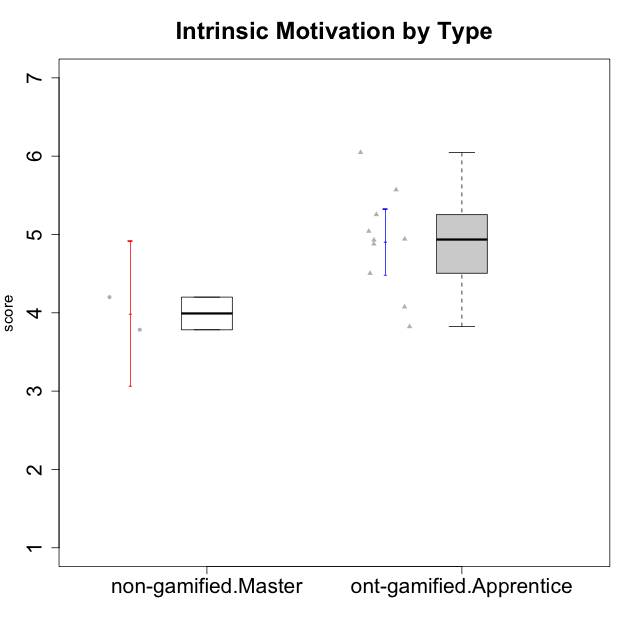 Intrinsic Motivation by Type
score
7
6
5
4
3
2
1
non-gamified.Master
ont-gamified.Apprentice